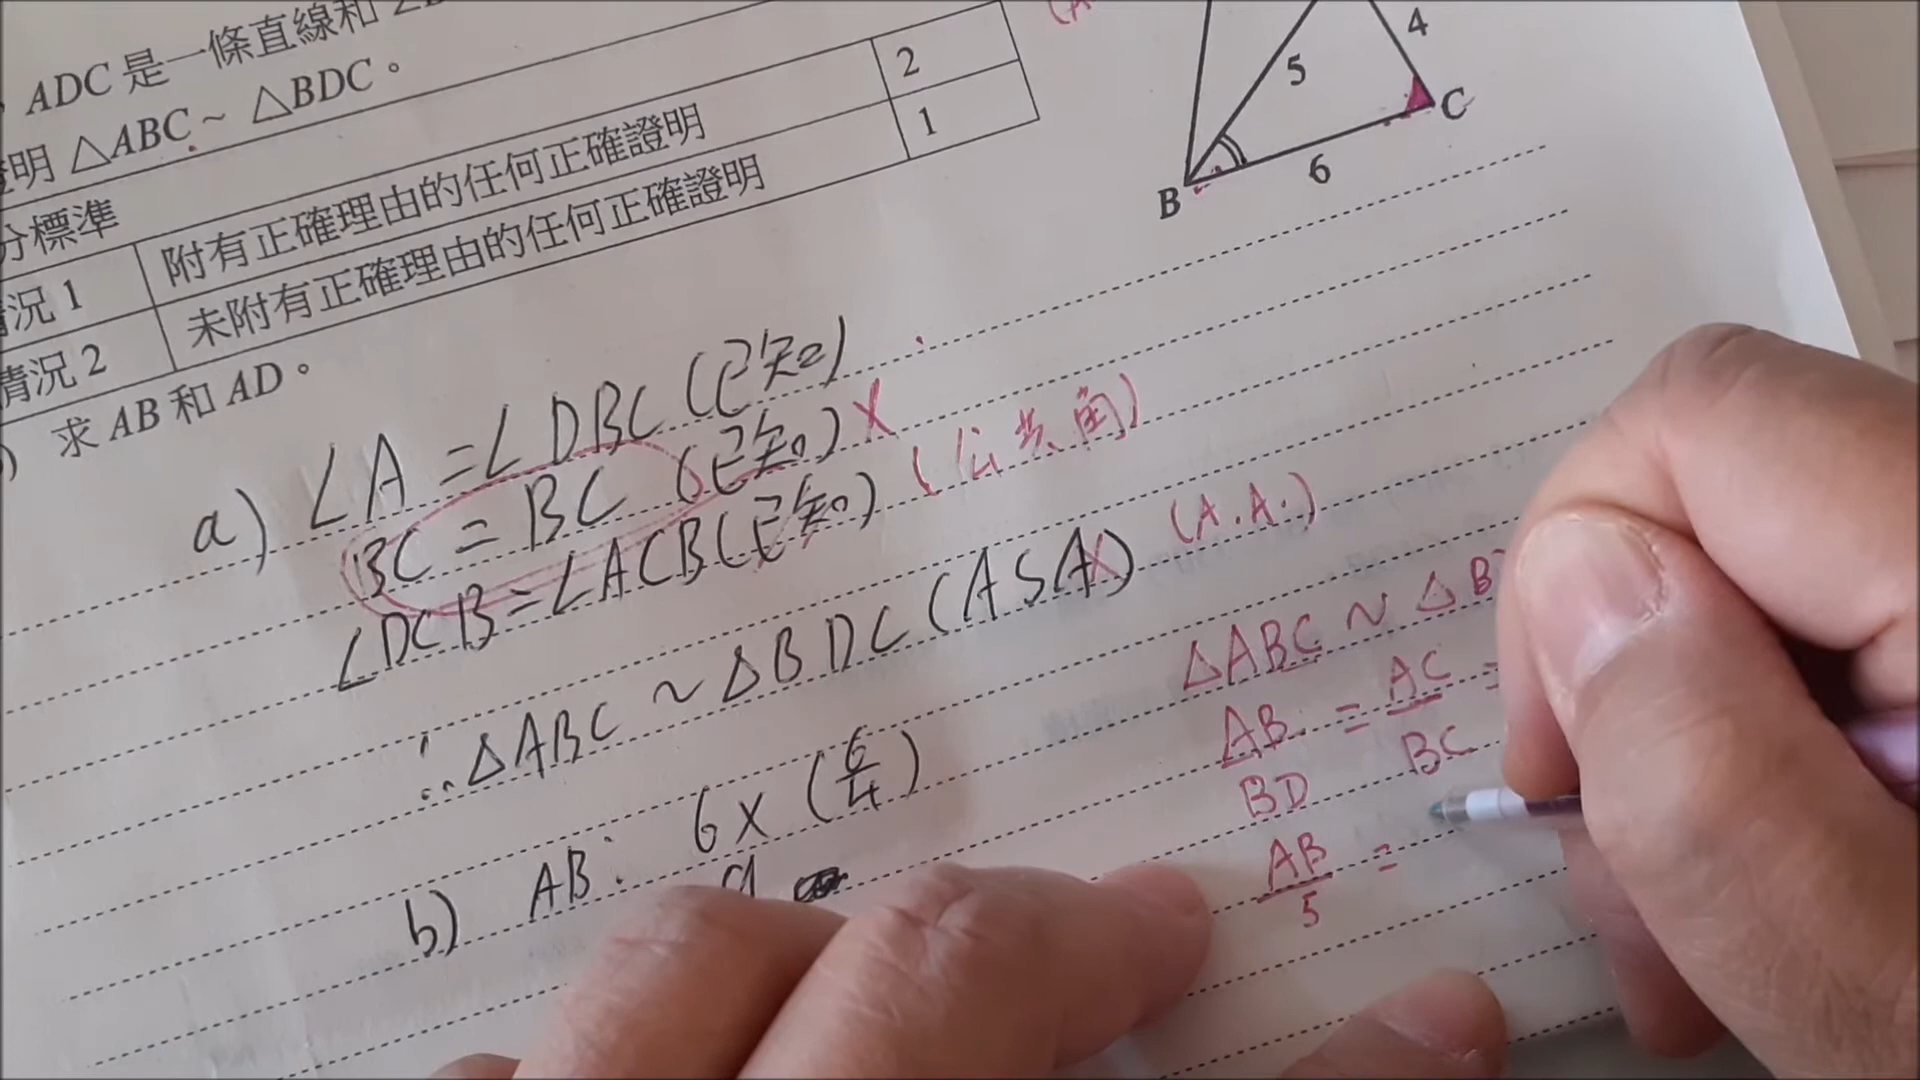 ADC 是一條直線和 ∠
明 △ABC ~ △BDC。
分標準
況 1 附有正確理由的任何正確證明 2
情況 2 未附有正確理由的任何正確證明 1
求 AB 和 AD。
4
5
C
6
B
a) ∠A = ∠DBC (已知)
BC = BC (已知) X
∠DCB = ∠ACB (已知) (公共角)
∴ △ABC ~ △BDC (ASA) (A.A.)
b) AB: 6 x (6/4)
9
△ABC ~ △B
AB/BD = AC/BC =
AB/5 =